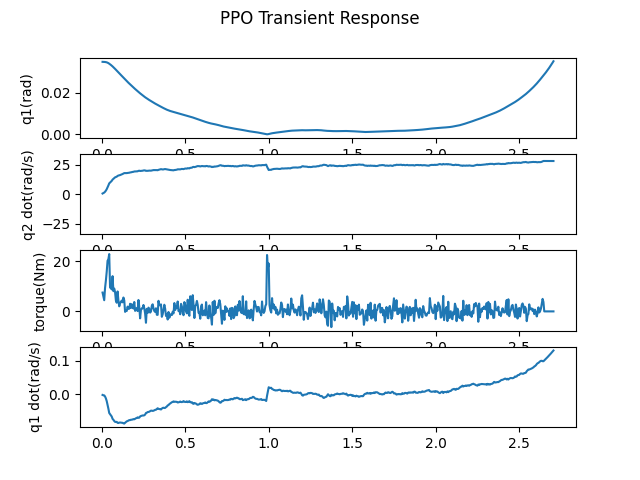 PPO Transient Response
q1(rad)
0.02
0.00
0.0 0.5 1.0 1.5 2.0 2.5
q2 dot(rad/s)
25
0
−25
0.0 0.5 1.0 1.5 2.0 2.5
torque(Nm)
20
0
0.0 0.5 1.0 1.5 2.0 2.5
q1 dot(rad/s)
0.1
0.0
0.0 0.5 1.0 1.5 2.0 2.5